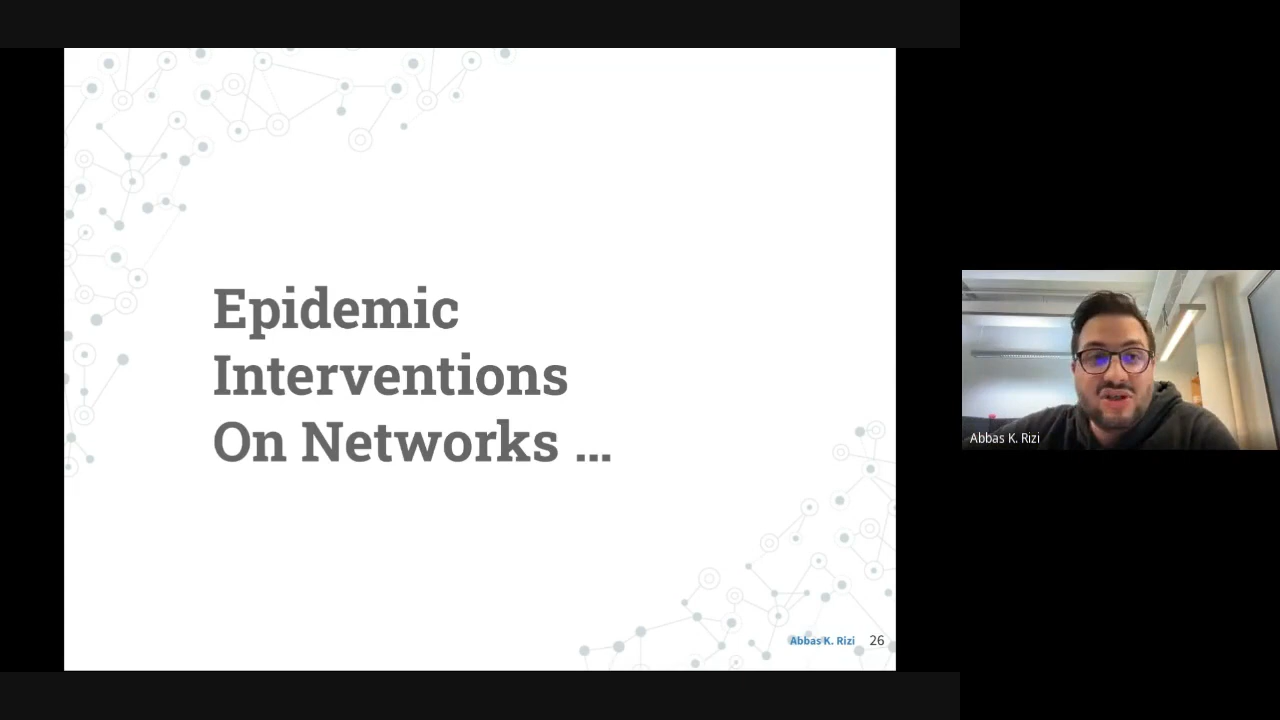 Epidemic
Interventions
On Networks ...
Abbas K. Rizi 26
Abbas K. Rizi